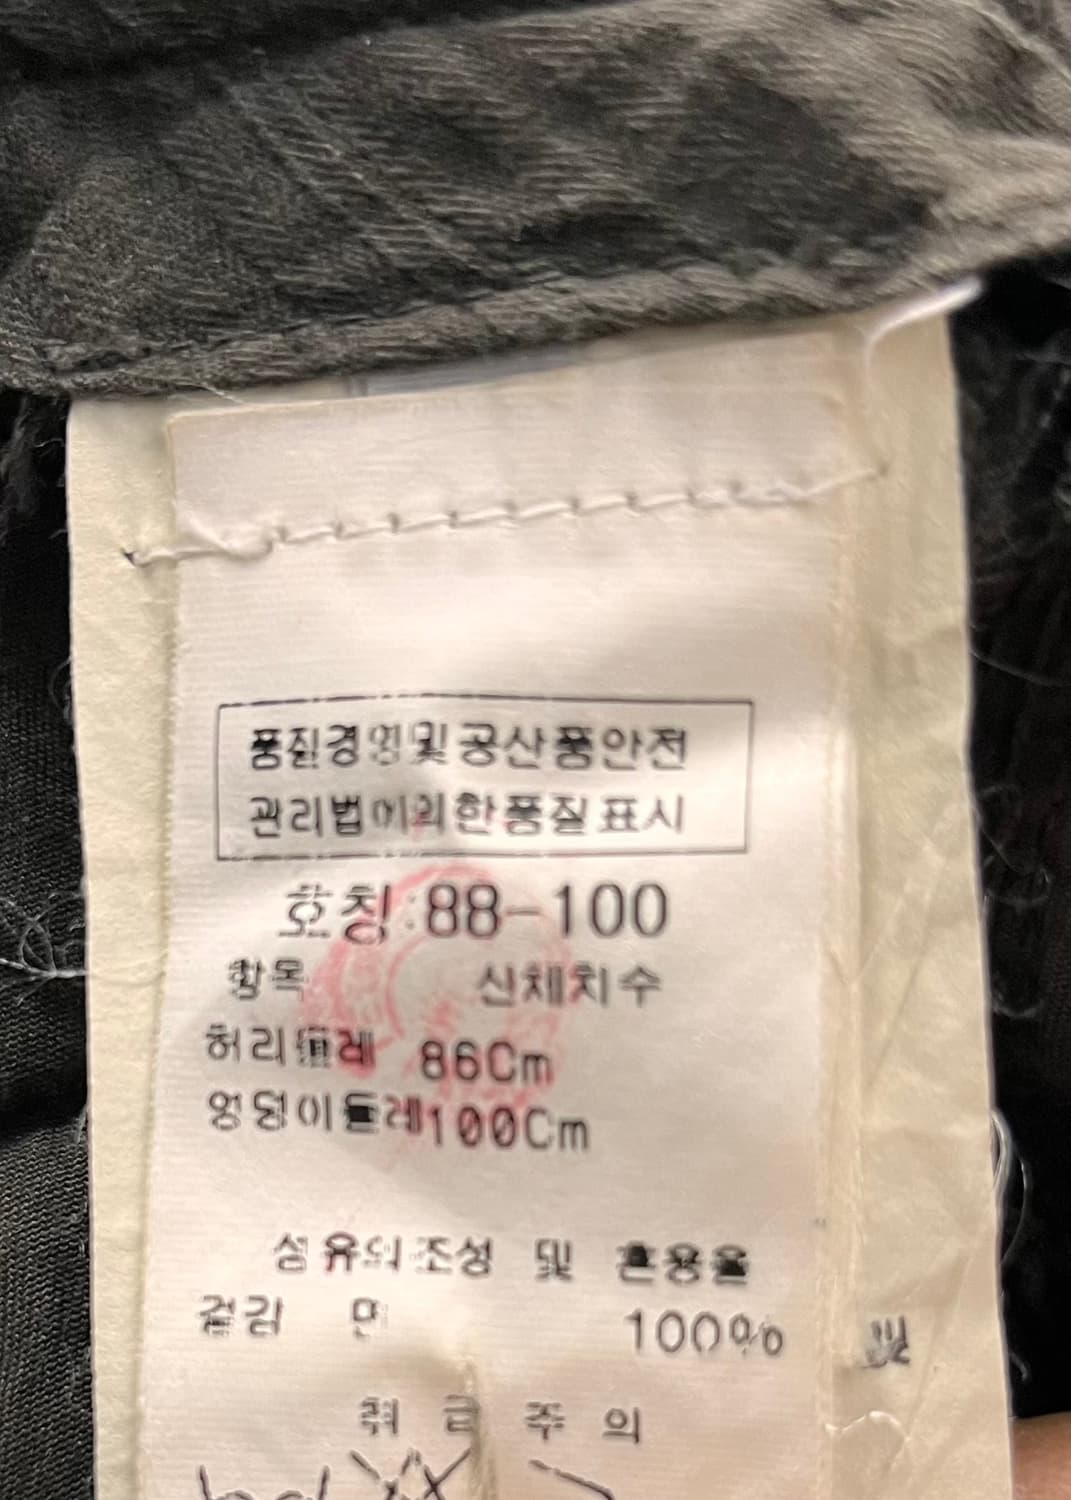 품질경영및공산품안전
관리법에의한품질표시
호칭:88-100
항목 신체치수
허리둘레 86Cm
엉덩이둘레100Cm
섬유의조성 및 혼용율
겉감 면 100%
취급주의